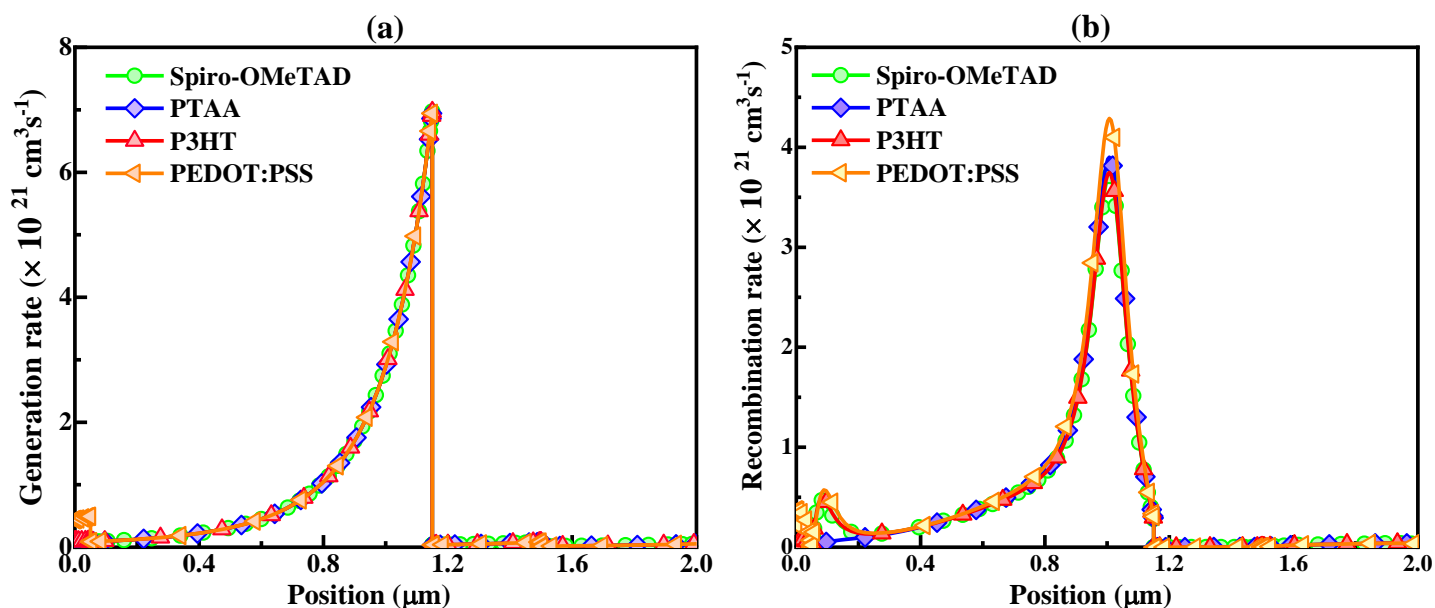 (a)
Generation rate (× 10 ²¹ cm³s⁻¹)
8
6
4
2
0
Spiro-OMeTAD
PTAA
P3HT
PEDOT:PSS
0.0 0.4 0.8 1.2 1.6 2.0
Position (μm)
(b)
Recombination rate (× 10 ²¹ cm³s⁻¹)
5
4
3
2
1
0
Spiro-OMeTAD
PTAA
P3HT
PEDOT:PSS
0.0 0.4 0.8 1.2 1.6 2.0
Position (μm)